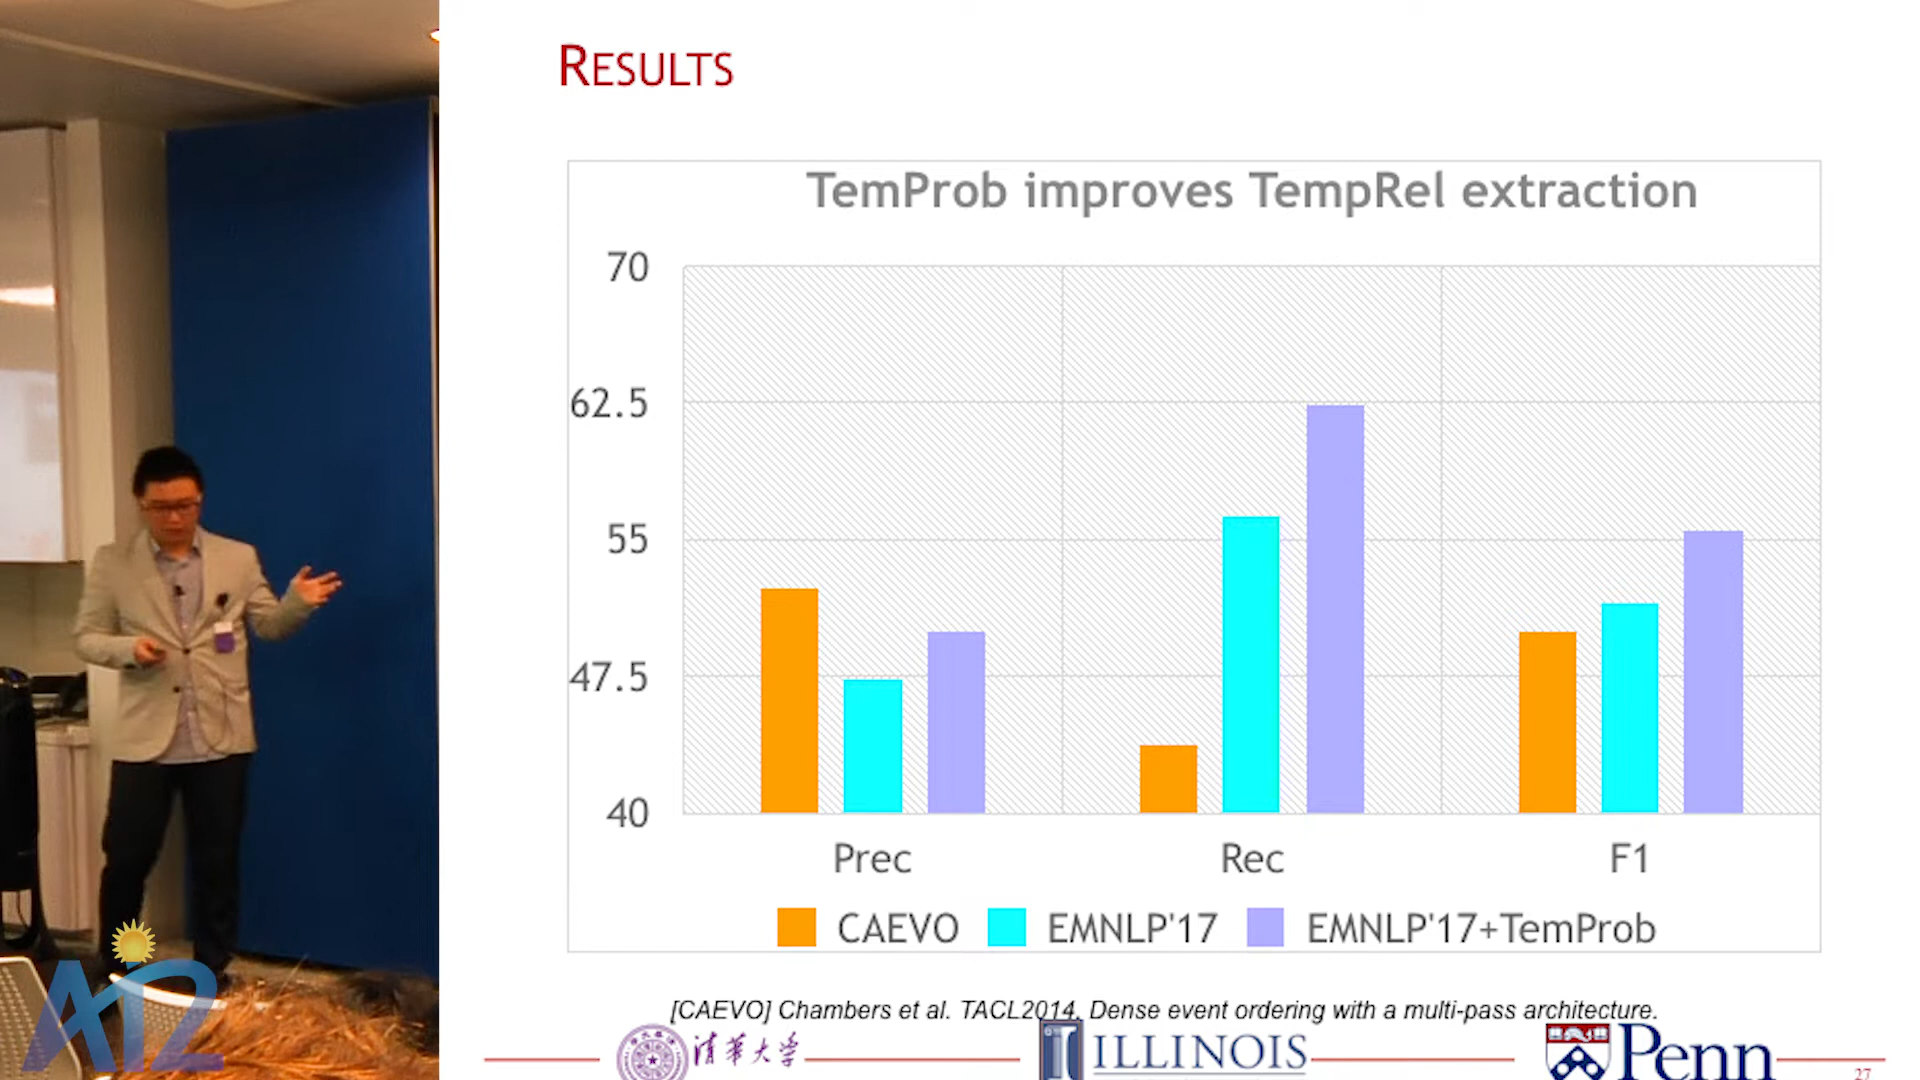 RESULTS
TemProb improves TempRel extraction
70
62.5
55
47.5
40
Prec Rec F1
CAEVO EMNLP'17 EMNLP'17+TemProb
[CAEVO] Chambers et al. TACL2014. Dense event ordering with a multi-pass architecture.
清華大学 ILLINOIS Penn
27
AI2